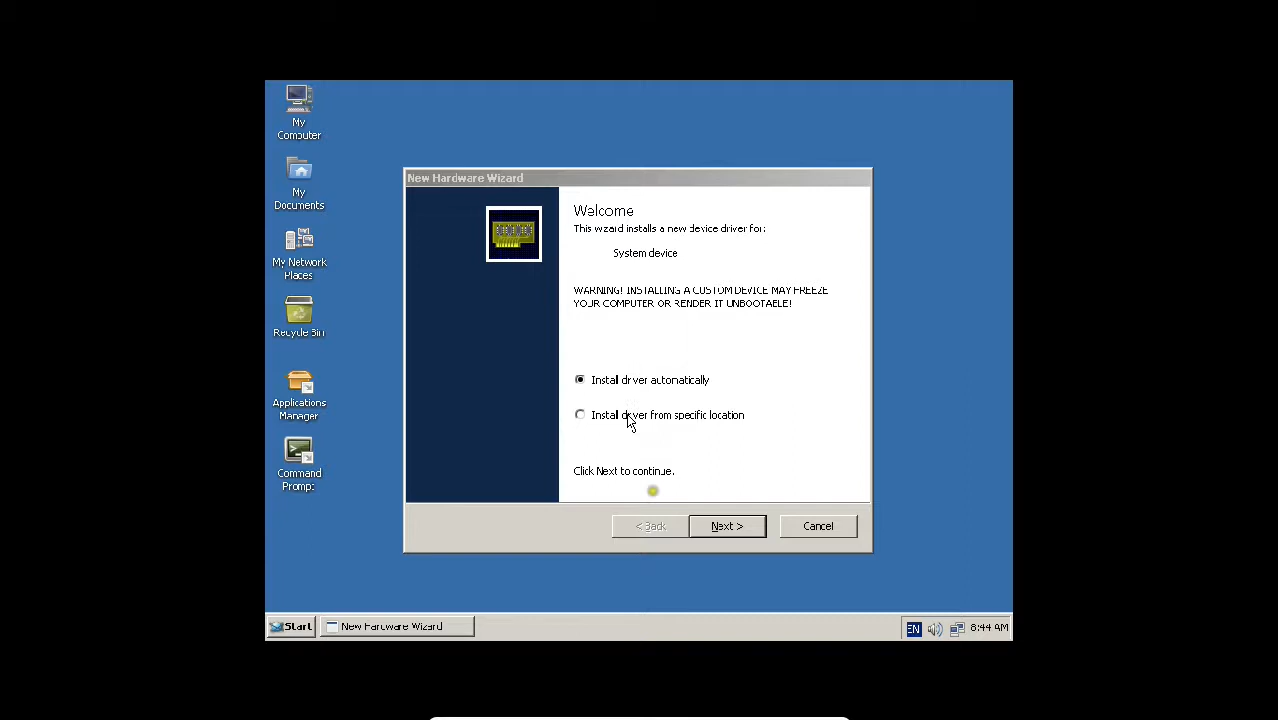 My
Computer
My
Documents
My Network
Places
Recycle Bin
Applications
Manager
Command
Prompt
New Hardware Wizard
Welcome
This wizard installs a new device driver for:
System device
WARNING! INSTALLING A CUSTOM DEVICE MAY FREEZE
YOUR COMPUTER OR RENDER IT UNBOOTABLE!
Install driver automatically
Install driver from specific location
Click Next to continue.
< Back
Next >
Cancel
Start
New Hardware Wizard
EN
8:44 AM